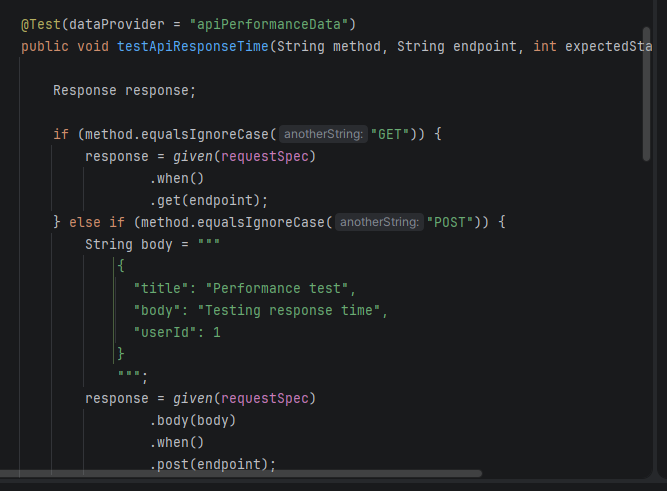 @Test(dataProvider = "apiPerformanceData")
public void testApiResponseTime(String method, String endpoint, int expectedSta
Response response;
if (method.equalsIgnoreCase( anotherString: "GET")) {
response = given(requestSpec)
.when()
.get(endpoint);
} else if (method.equalsIgnoreCase( anotherString: "POST")) {
String body = """
{
"title": "Performance test",
"body": "Testing response time",
"userId": 1
}
""";
response = given(requestSpec)
.body(body)
.when()
.post(endpoint);